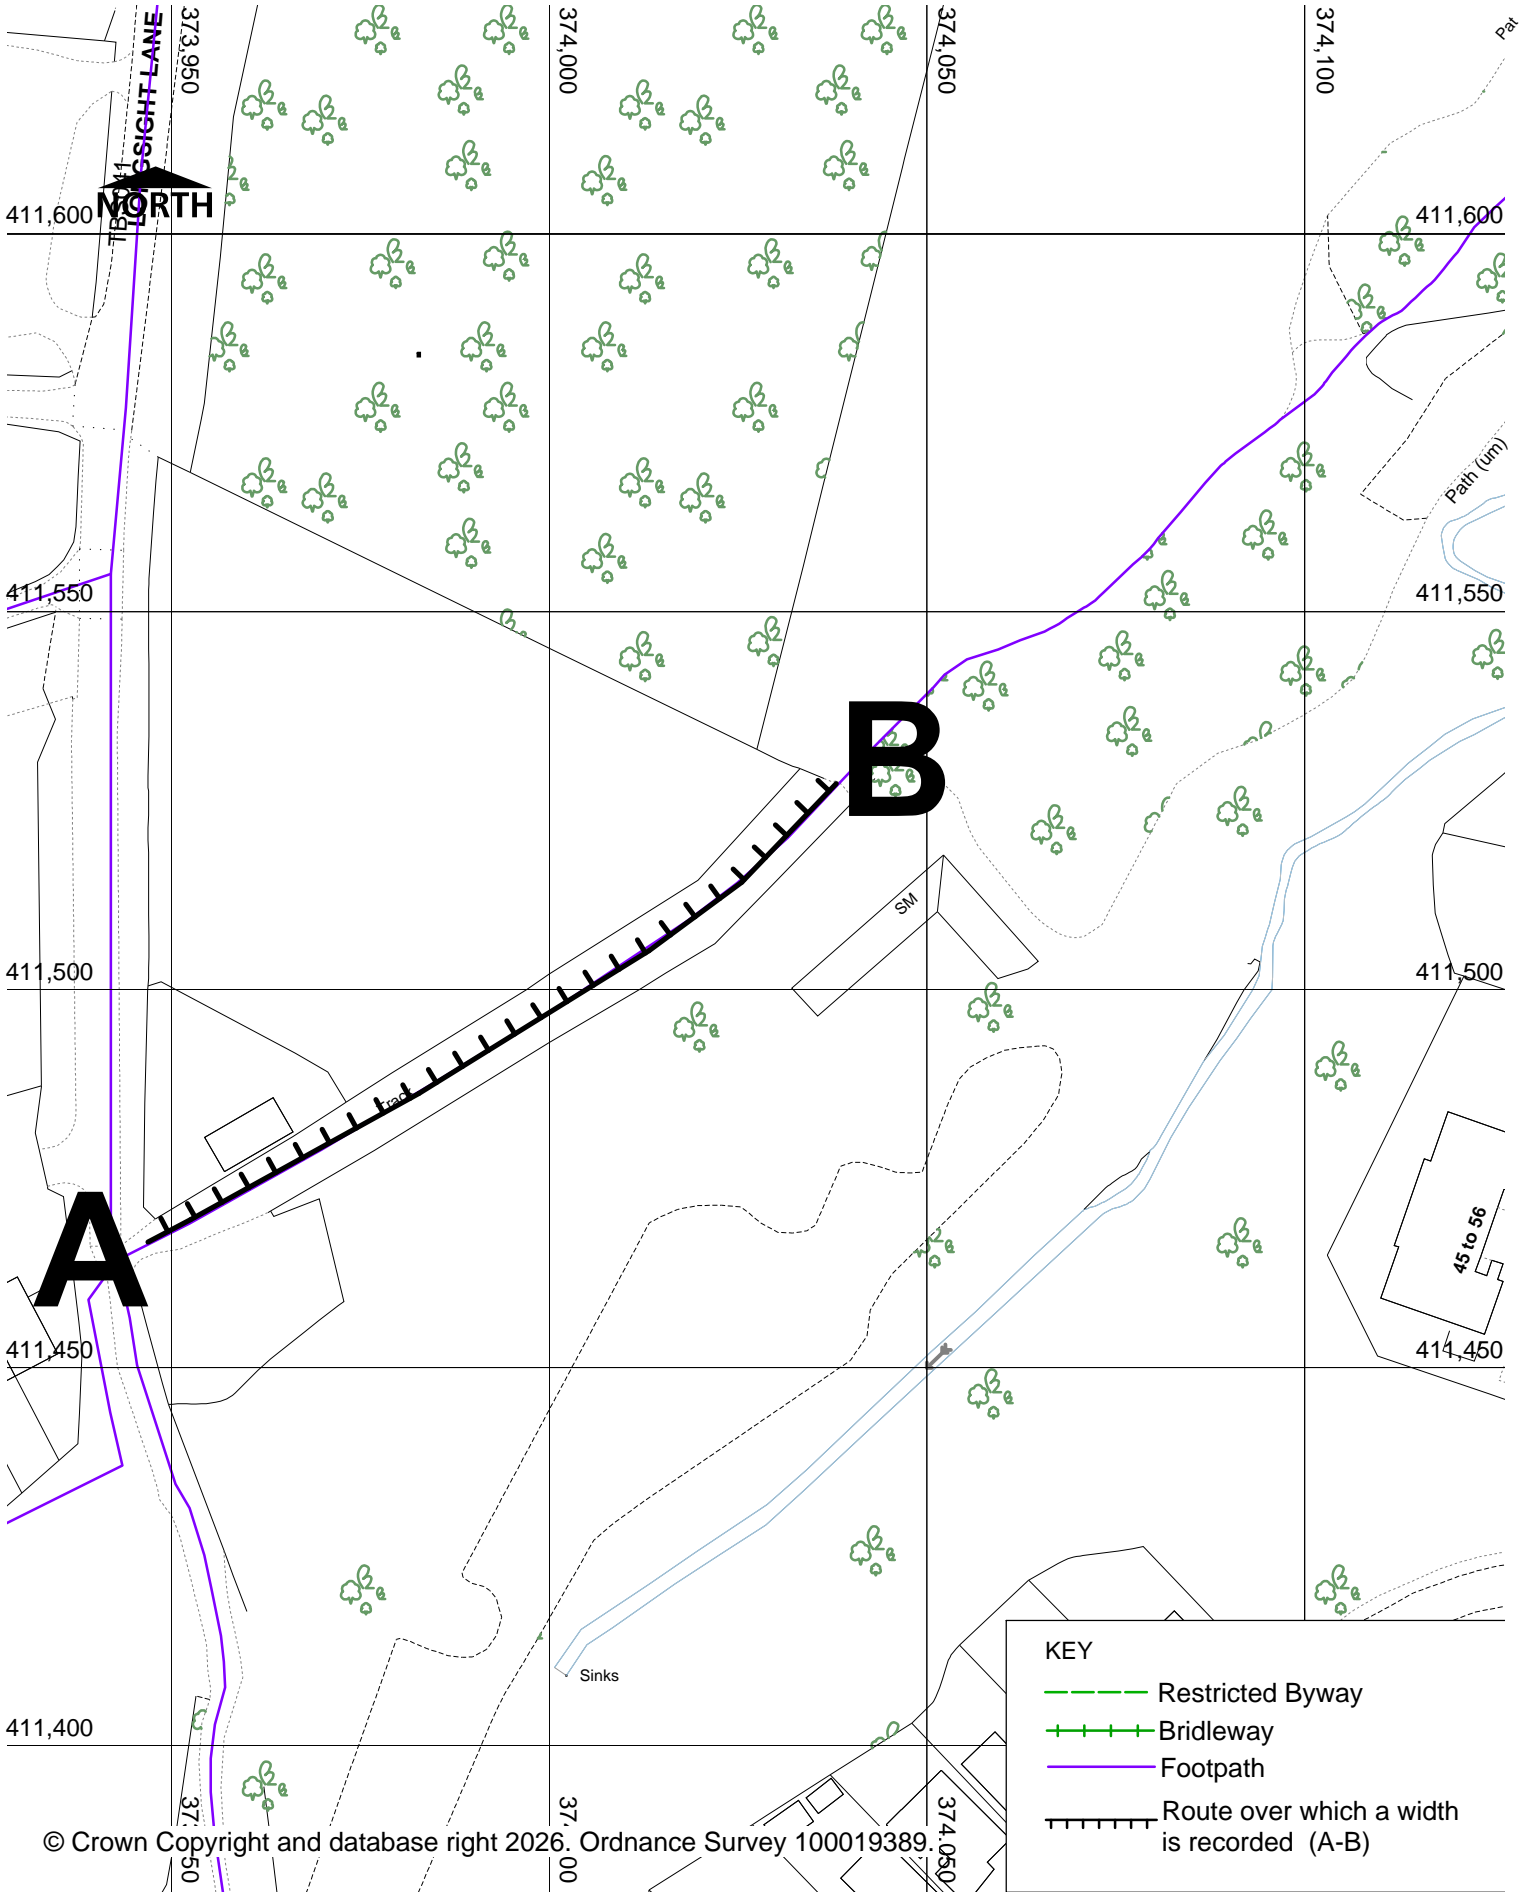 373,950
374,000
374,050
374,100
Pat
LONGSIGHT LANE
NORTH
411,600
411,600
Path (um)
411,550
411,550
B
SM
411,500
411,500
Track
A
45 to 56
411,450
411,450
Sinks
411,400
KEY
Restricted Byway
Bridleway
Footpath
Route over which a width
is recorded (A-B)
© Crown Copyright and database right 2026. Ordnance Survey 100019389.
374,050